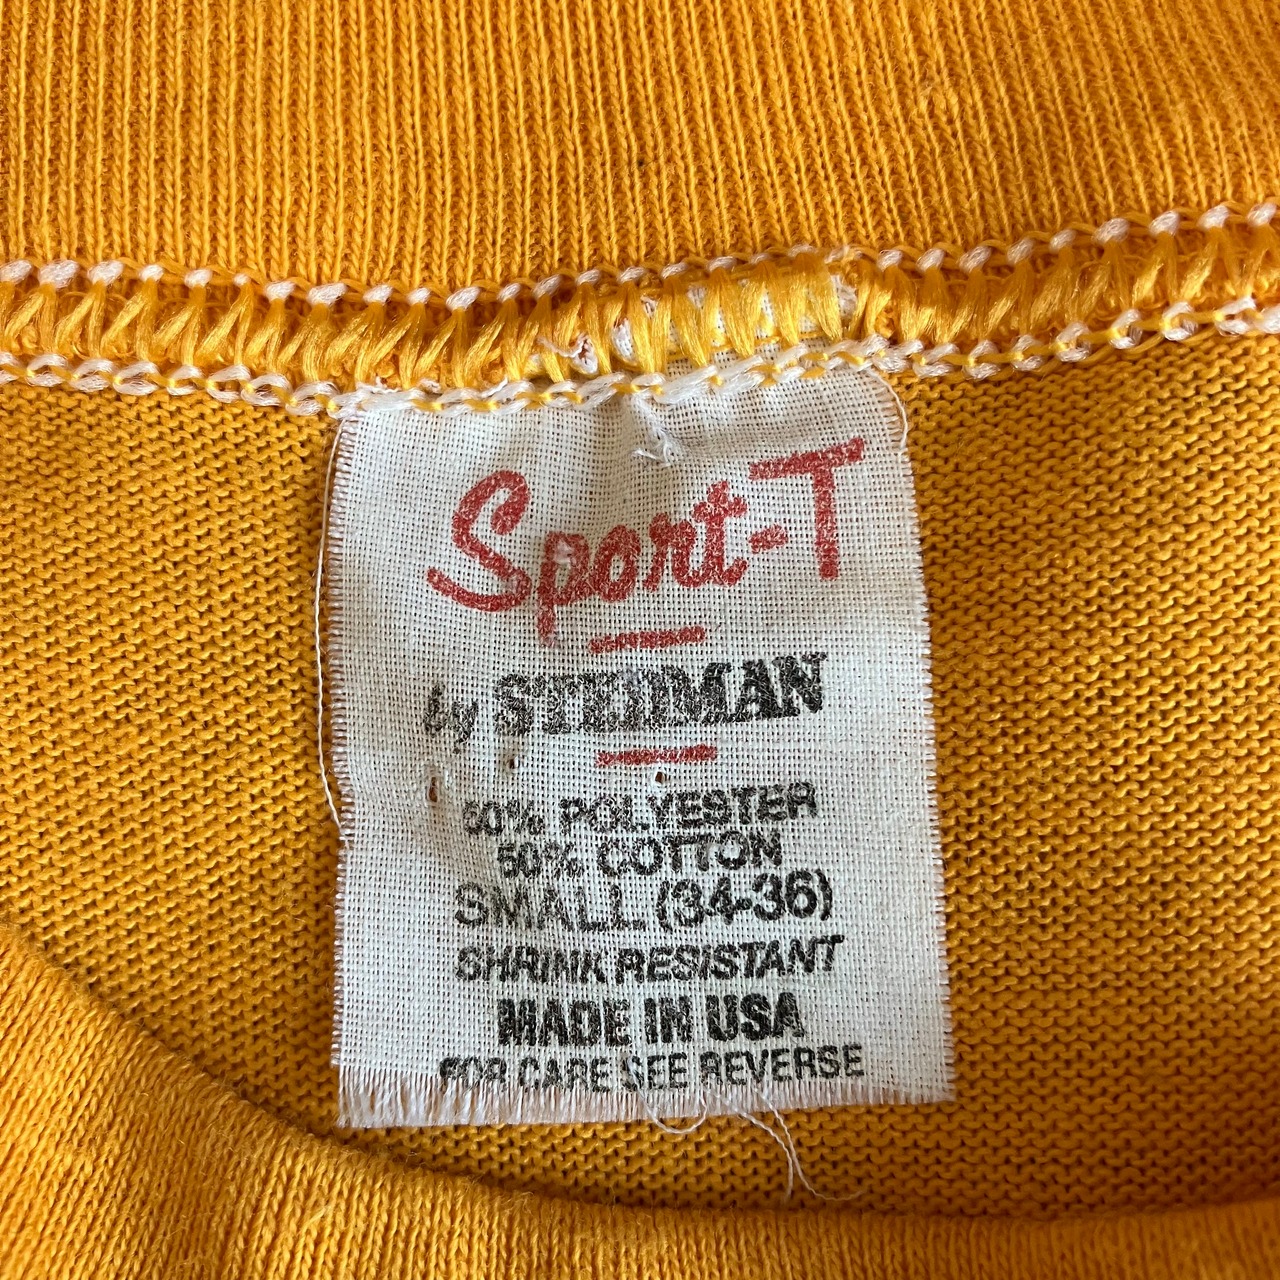 Sport-T
by STEDMAN
50% POLYESTER
50% COTTON
SMALL (34-36)
SHRINK RESISTANT
MADE IN USA
FOR CARE SEE REVERSE